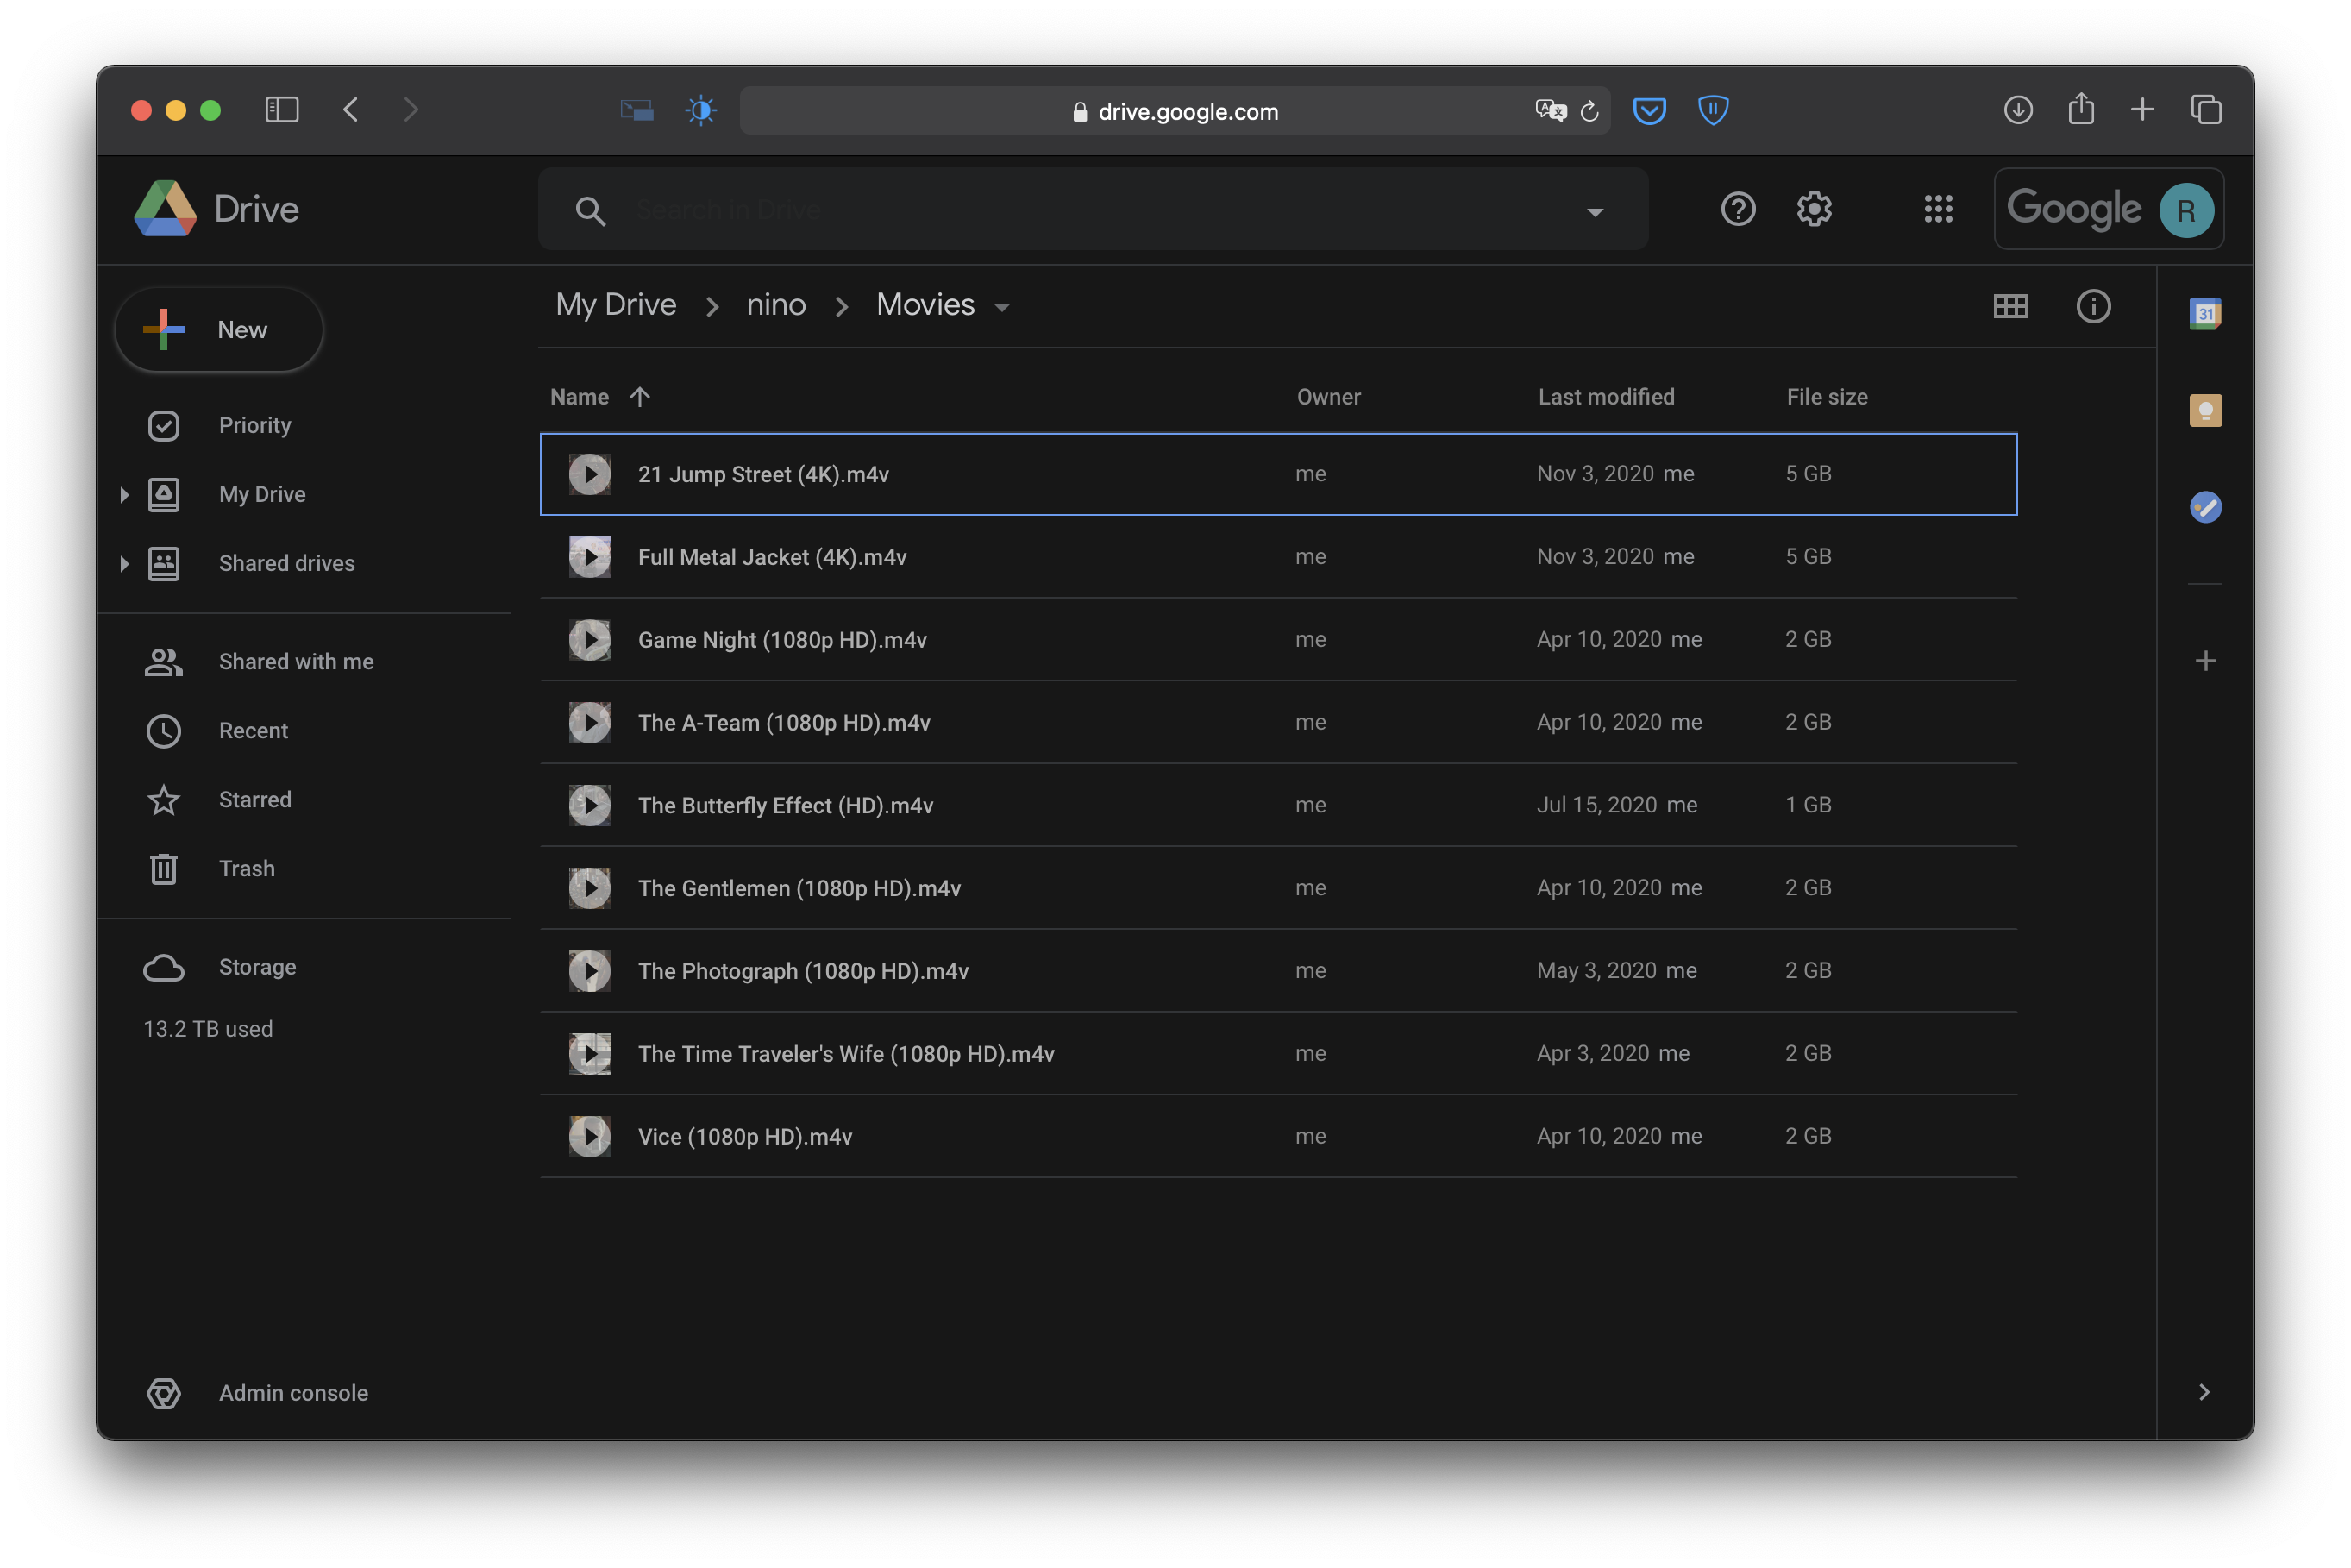 drive.google.com
Drive
Search in Drive
Google R
New
My Drive nino Movies
31
Priority
My Drive
Shared drives
Shared with me
Recent
Starred
Trash
Storage
13.2 TB used
Admin console
Name Owner Last modified File size
21 Jump Street (4K).m4v me Nov 3, 2020 me 5 GB
Full Metal Jacket (4K).m4v me Nov 3, 2020 me 5 GB
Game Night (1080p HD).m4v me Apr 10, 2020 me 2 GB
The A-Team (1080p HD).m4v me Apr 10, 2020 me 2 GB
The Butterfly Effect (HD).m4v me Jul 15, 2020 me 1 GB
The Gentlemen (1080p HD).m4v me Apr 10, 2020 me 2 GB
The Photograph (1080p HD).m4v me May 3, 2020 me 2 GB
The Time Traveler's Wife (1080p HD).m4v me Apr 3, 2020 me 2 GB
Vice (1080p HD).m4v me Apr 10, 2020 me 2 GB